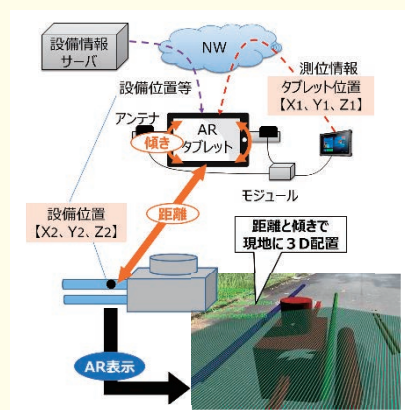 設備情報
サーバ
NW
測位情報
タブレット位置
【X1、Y1、Z1】
設備位置等
アンテナ
AR
タブレット
傾き
モジュール
設備位置
【X2、Y2、Z2】
距離
距離と傾きで
現地に３D配置
AR表示